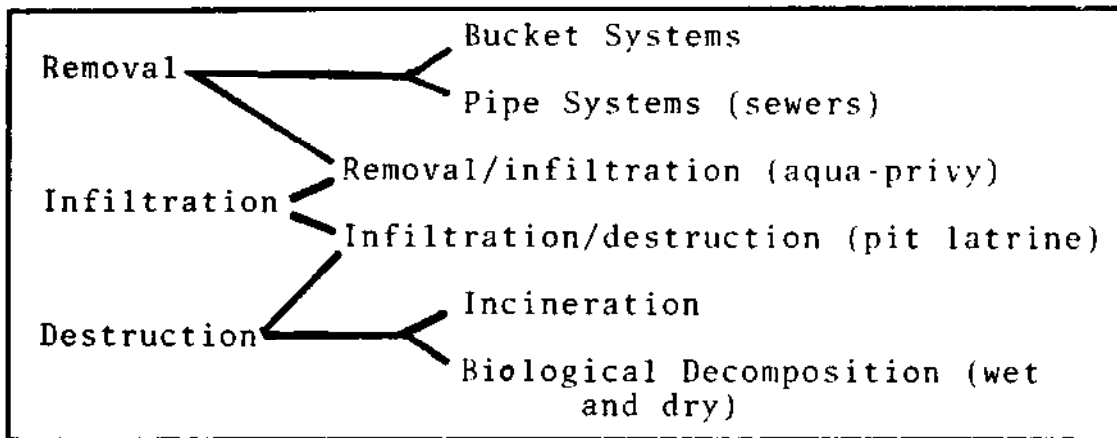 Bucket Systems
Removal
Pipe Systems (sewers)
Removal/infiltration (aqua-privy)
Infiltration
Infiltration/destruction (pit latrine)
Incineration
Destruction
Biological Decomposition (wet
and dry)